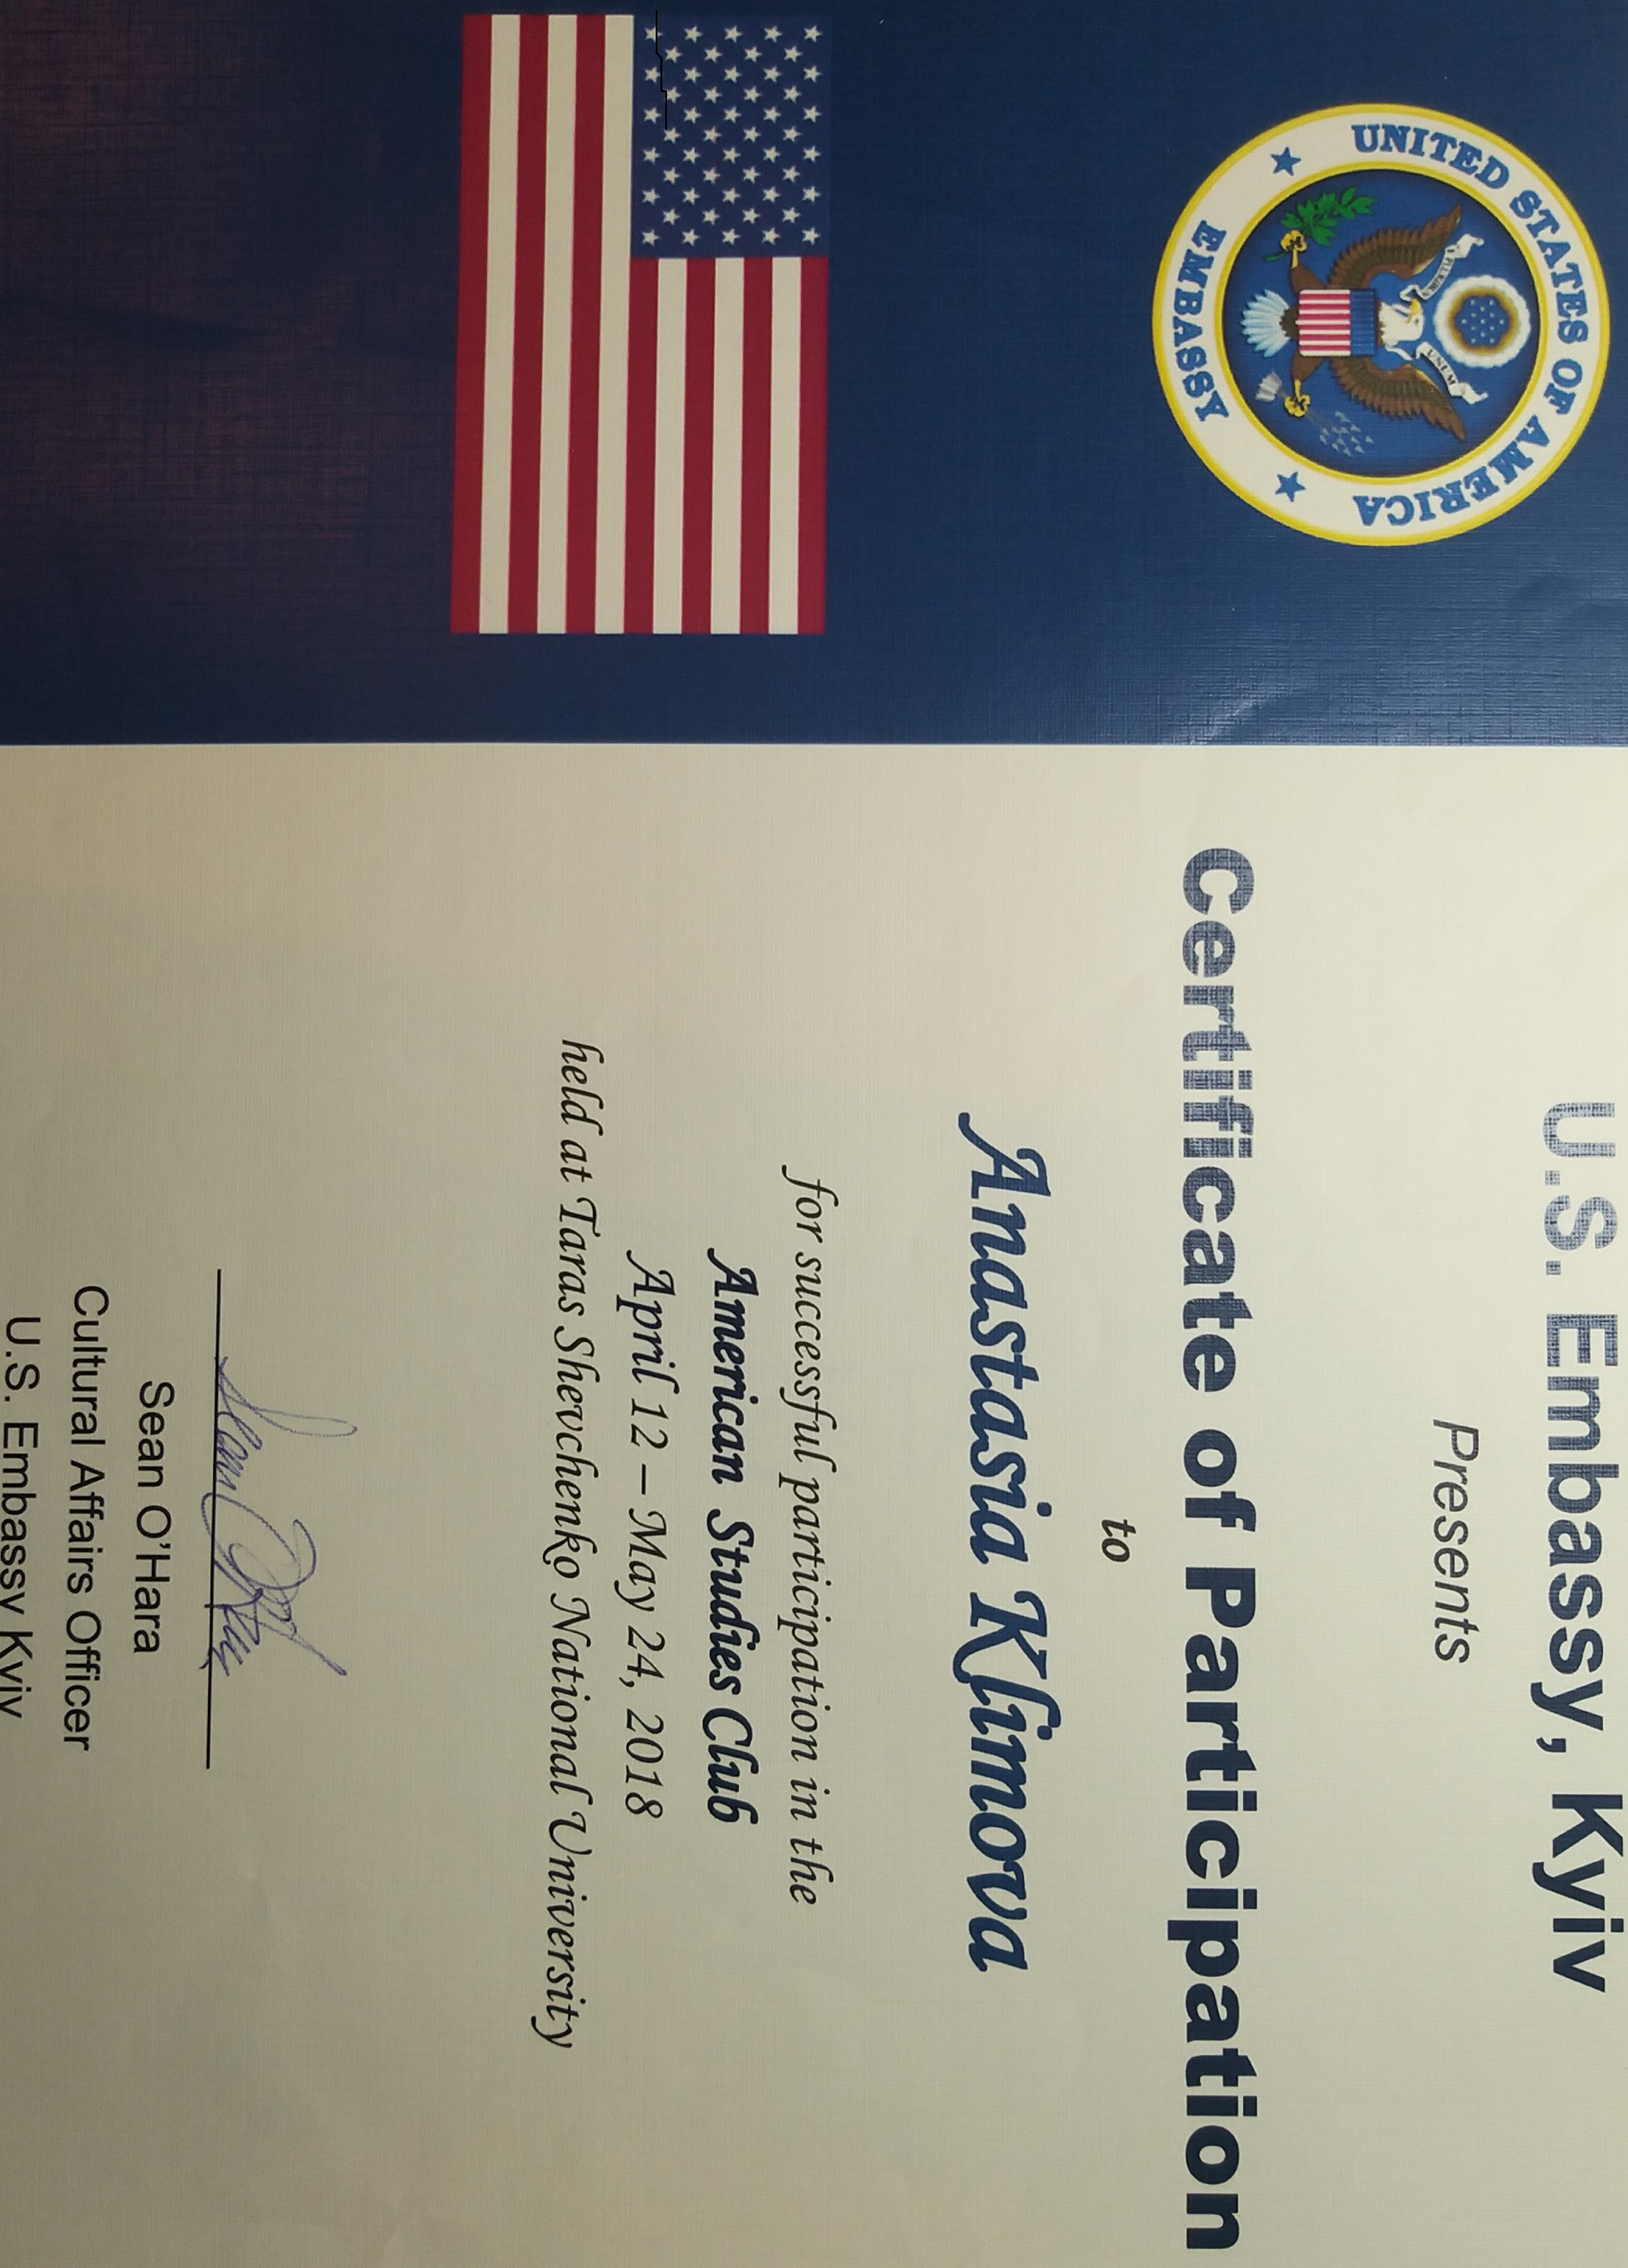 UNITED STATES OF AMERICA
EMBASSY
U.S. Embassy, Kyiv
Presents
Certificate of Participation
to
Anastasia Klimova
for successful participation in the
American Studies Club
April 12 – May 24, 2018
held at Taras Shevchenko National University
Sean O'Hara
Cultural Affairs Officer
U.S. Embassy Kyiv